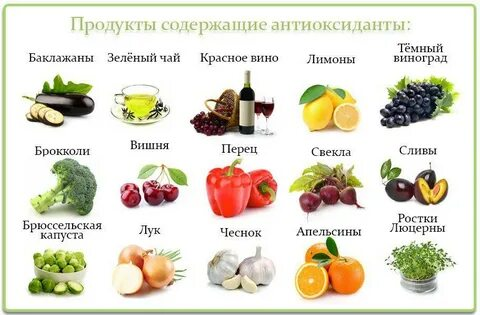 Продукты содержащие антиоксиданты:
Баклажаны
Зелёный чай
Красное вино
Лимоны
Тёмный
виноград
Брокколи
Вишня
Перец
Свекла
Сливы
Брюссельская
капуста
Лук
Чеснок
Апельсины
Ростки
Люцерны